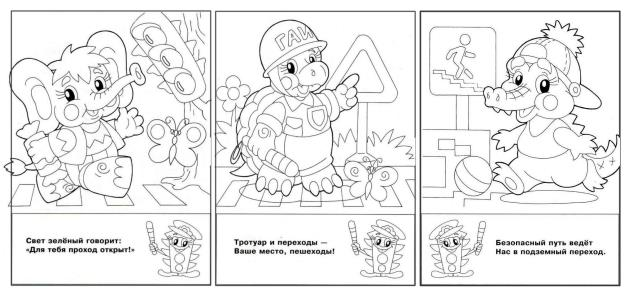 ГАИ
Свет зелёный говорит:
«Для тебя проход открыт!»
Тротуар и переходы —
Ваше место, пешеходы!
Безопасный путь ведёт
Нас в подземный переход.